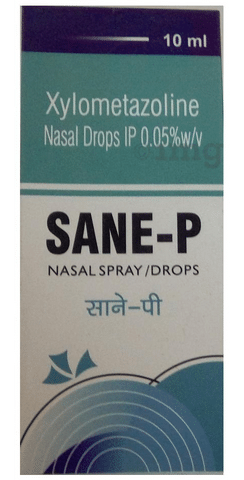 10 ml
Xylometazoline
Nasal Drops IP 0.05%w/v
SANE-P
NASAL SPRAY/DROPS
साने-पी